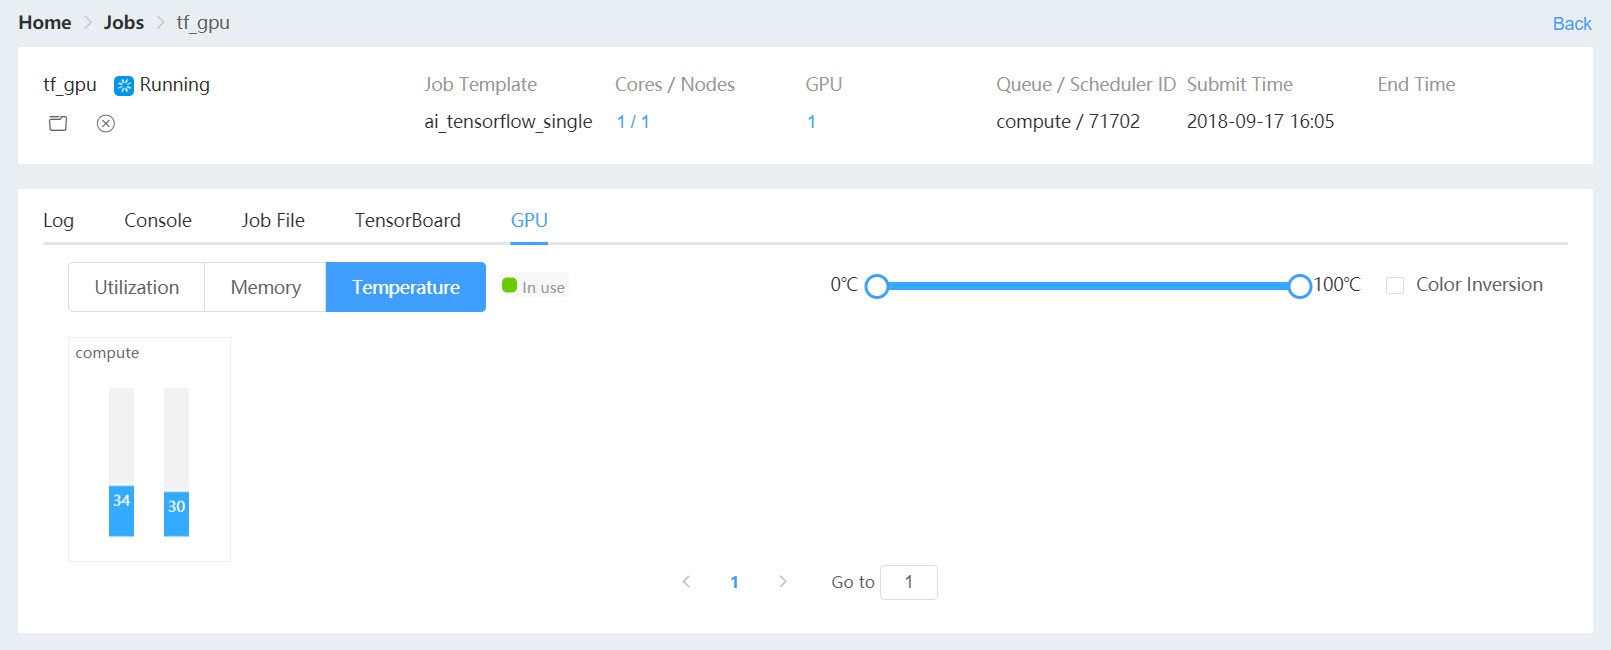 Home > Jobs > tf_gpu Back
tf_gpu Running Job Template Cores / Nodes GPU Queue / Scheduler ID Submit Time End Time
ai_tensorflow_single 1 / 1 1 compute / 71702 2018-09-17 16:05
Log Console Job File TensorBoard GPU
Utilization Memory Temperature In use 0℃ 100℃ Color Inversion
compute
34 30
< 1 > Go to 1